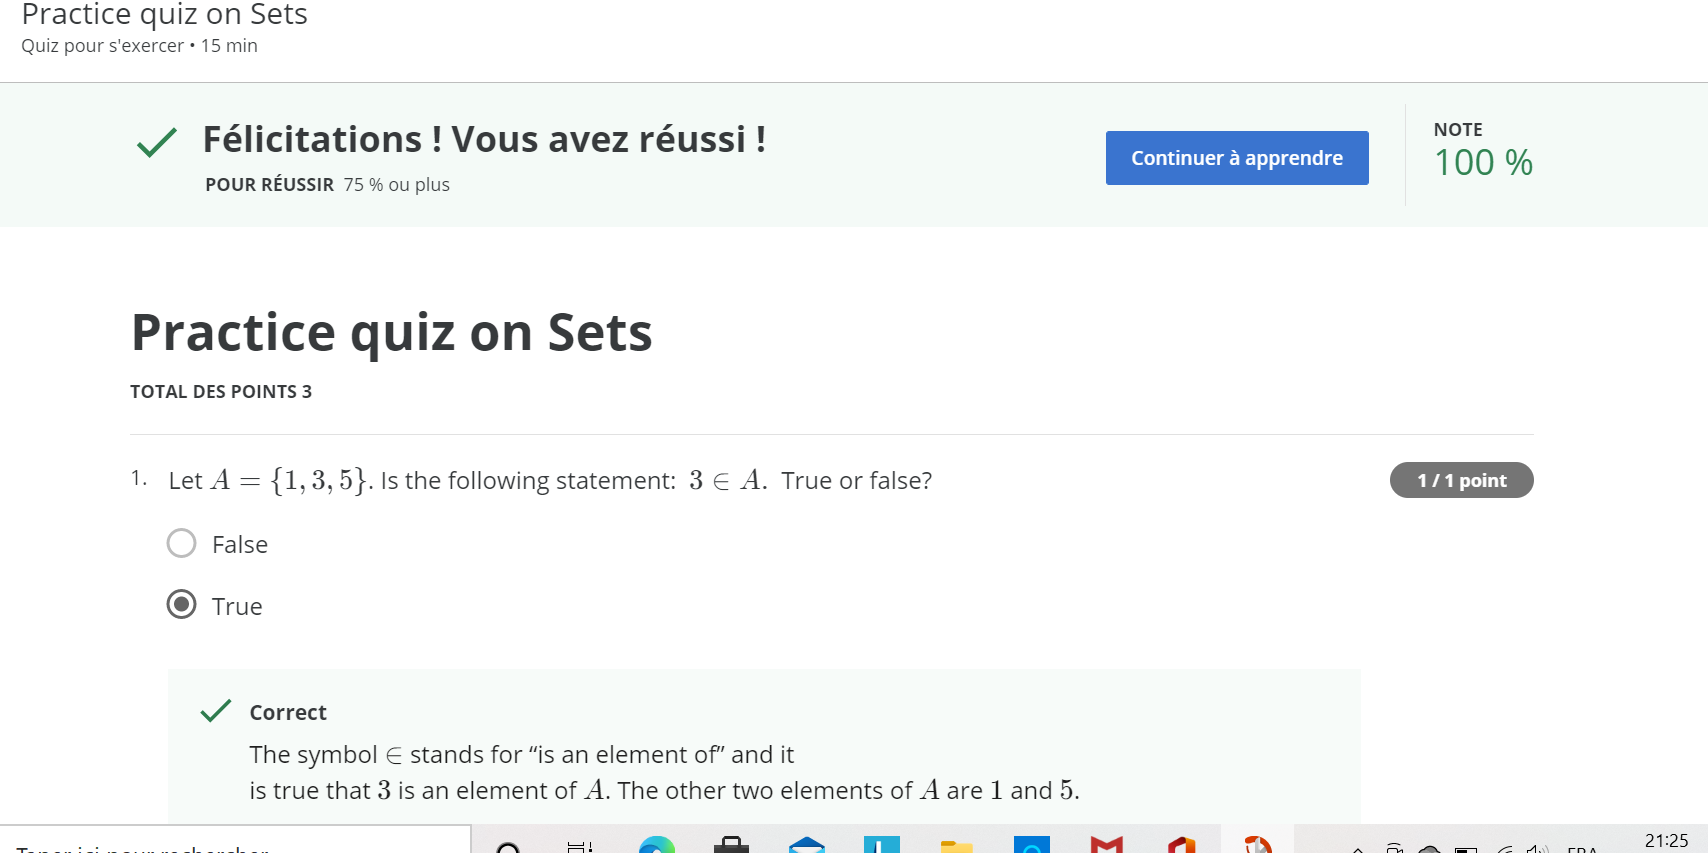 Practice quiz on Sets
Quiz pour s'exercer • 15 min
Félicitations ! Vous avez réussi !
POUR RÉUSSIR 75 % ou plus
Continuer à apprendre
NOTE
100 %
Practice quiz on Sets
TOTAL DES POINTS 3
1. Let A = {1, 3, 5}. Is the following statement: 3 ∈ A. True or false?
1 / 1 point
False
True
Correct
The symbol ∈ stands for “is an element of” and it
is true that 3 is an element of A. The other two elements of A are 1 and 5.
Taper ici pour rechercher
FRA
21:25